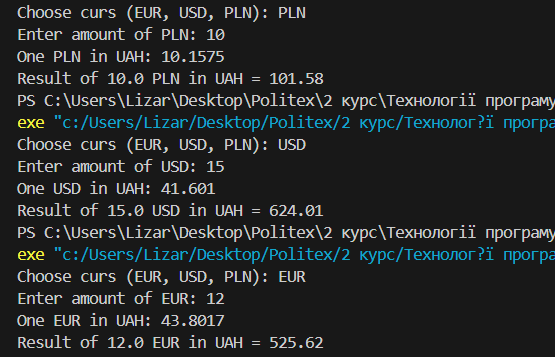 Choose curs (EUR, USD, PLN): PLN
Enter amount of PLN: 10
One PLN in UAH: 10.1575
Result of 10.0 PLN in UAH = 101.58
PS C:\Users\Lizar\Desktop\Politex\2 курс\Технології програму
exe "c:/Users/Lizar/Desktop/Politex/2 курс/Технолог?ї програ
Choose curs (EUR, USD, PLN): USD
Enter amount of USD: 15
One USD in UAH: 41.601
Result of 15.0 USD in UAH = 624.01
PS C:\Users\Lizar\Desktop\Politex\2 курс\Технології програму
exe "c:/Users/Lizar/Desktop/Politex/2 курс/Технолог?ї програ
Choose curs (EUR, USD, PLN): EUR
Enter amount of EUR: 12
One EUR in UAH: 43.8017
Result of 12.0 EUR in UAH = 525.62